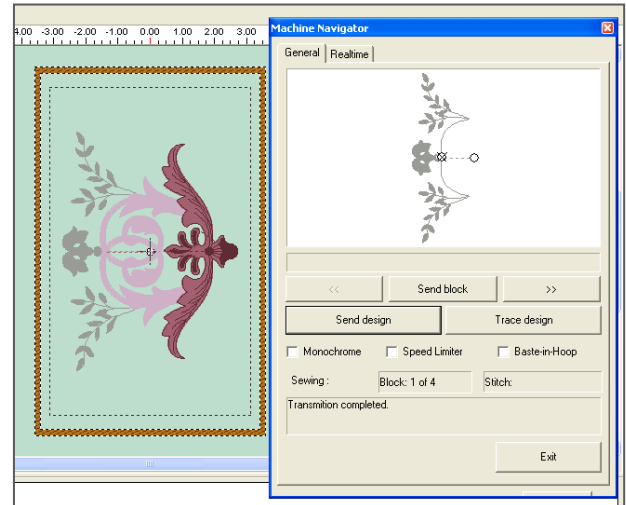 4.00 -3.00 -2.00 -1.00 0.00 1.00 2.00 3.00
Machine Navigator
General Realtime
<< Send block >>
Send design Trace design
Monochrome Speed Limiter Baste-in-Hoop
Sewing : Block: 1 of 4 Stitch:
Transmition completed.
Exit